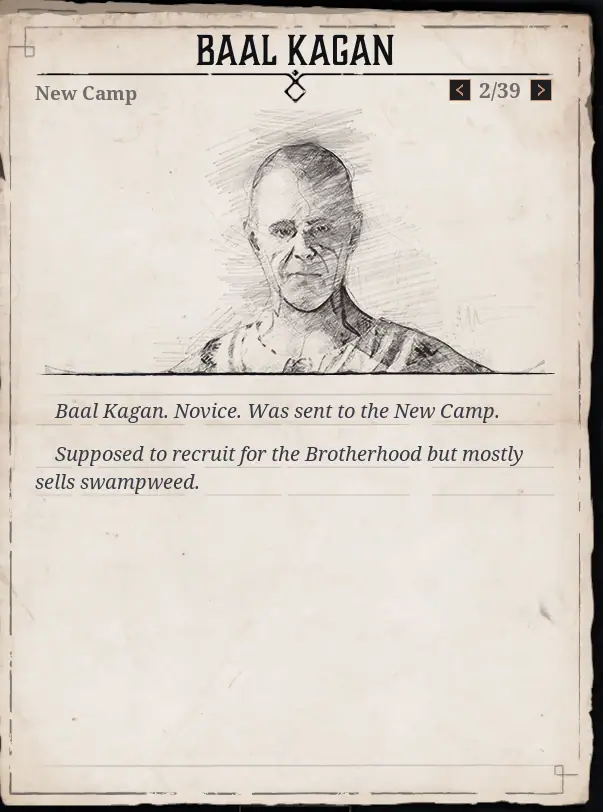 BAAL KAGAN
New Camp
2/39
Baal Kagan. Novice. Was sent to the New Camp.
Supposed to recruit for the Brotherhood but mostly
sells swampweed.